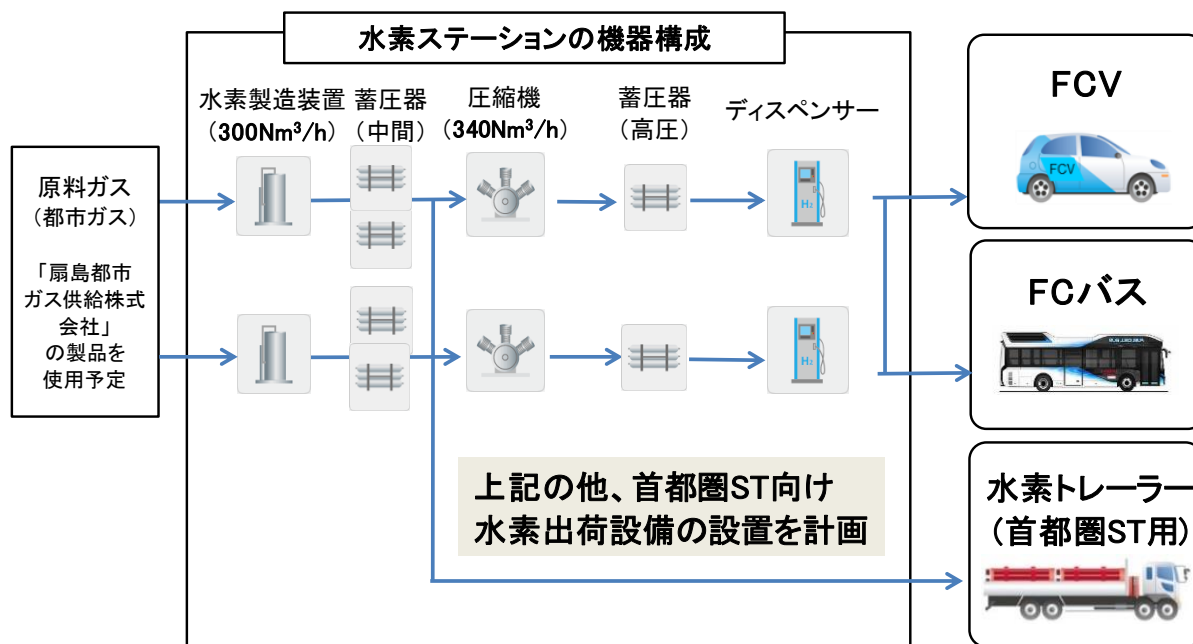 水素ステーションの機器構成
水素製造装置
（300Nm³/h）
蓄圧器
（中間）
圧縮機
（340Nm³/h）
蓄圧器
（高圧）
ディスペンサー
原料ガス
（都市ガス）
「扇島都市
ガス供給株式
会社」
の製品を
使用予定
H₂
H₂
上記の他、首都圏ST向け
水素出荷設備の設置を計画
FCV
FCV
FCバス
水素トレーラー
（首都圏ST用）